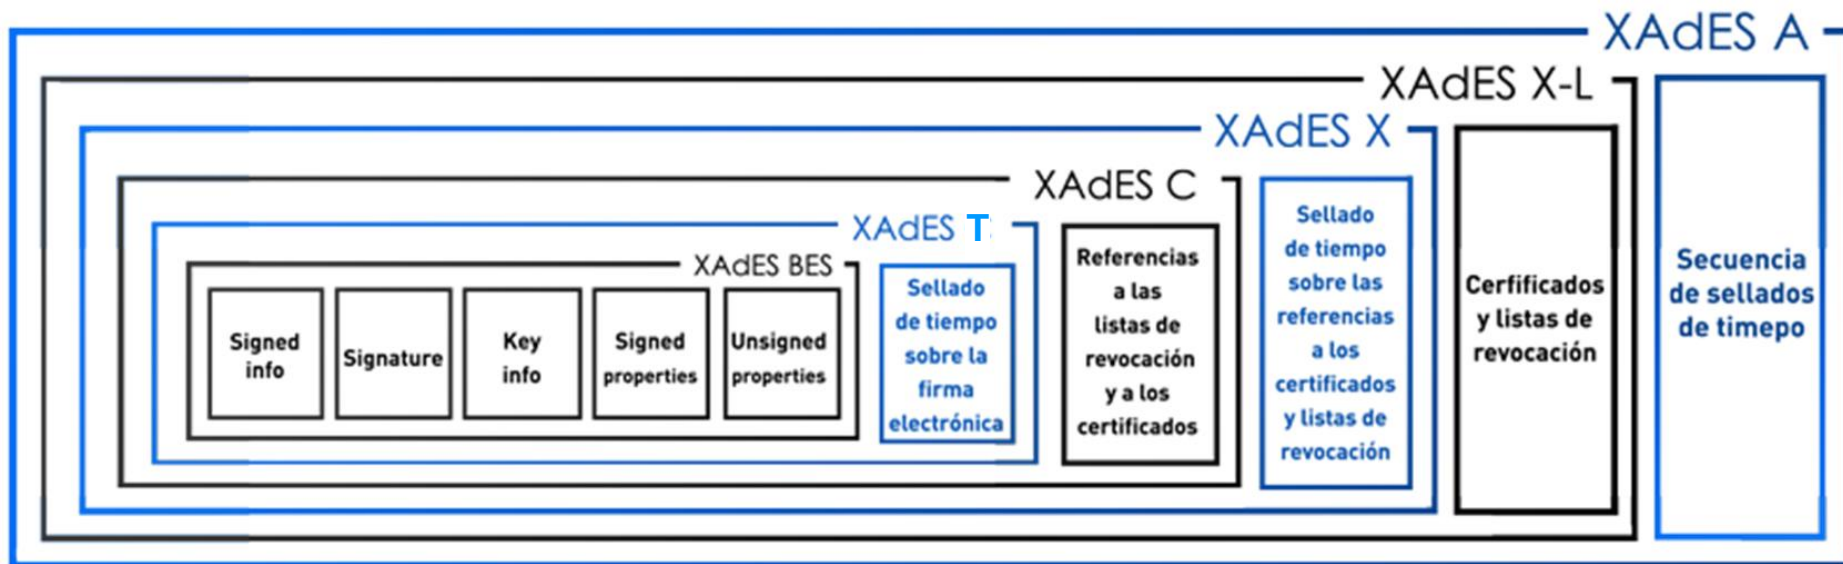 XAdES A
XAdES X-L
XAdES X
XAdES C
XAdES T
XAdES BES
Signed
info
Signature
Key
info
Signed
properties
Unsigned
properties
Sellado
de tiempo
sobre la
firma
electrónica
Referencias
a las
listas de
revocación
y a los
certificados
Sellado
de tiempo
sobre las
referencias
a los
certificados
y listas de
revocación
Cerfificados
y listas de
revocación
Secuencia
de sellados
de timepo